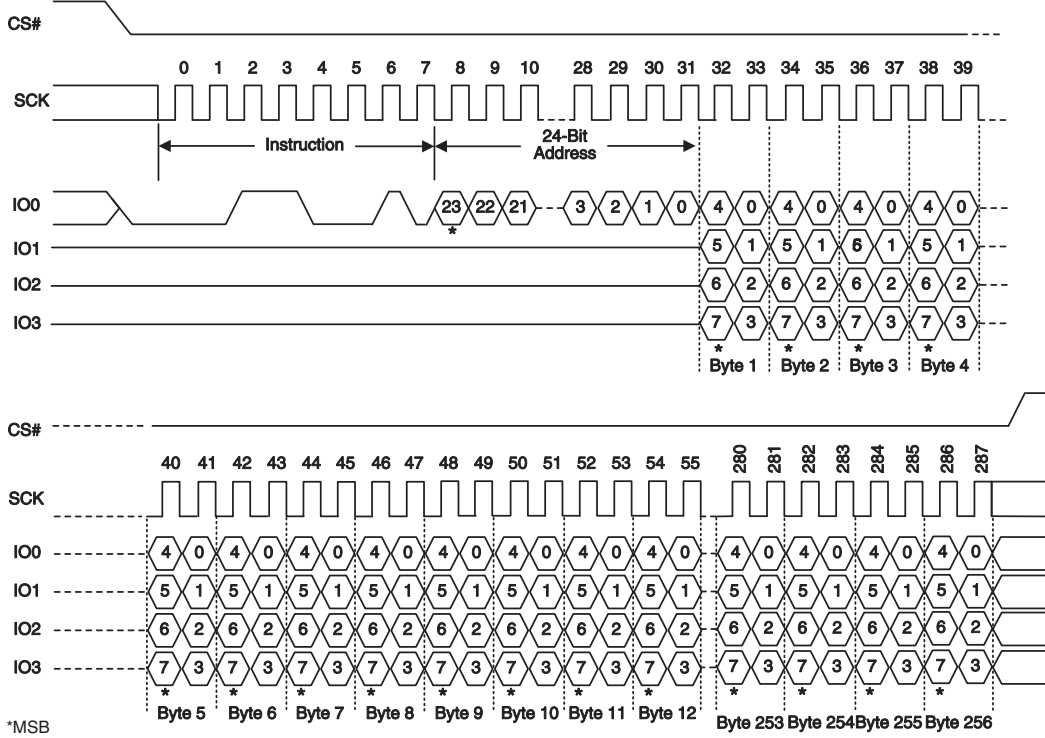 CS#
0 1 2 3 4 5 6 7 8 9 10 28 29 30 31 32 33 34 35 36 37 38 39
SCK
Instruction
24-Bit
Address
IO0 23 22 21 3 2 1 0 4 0 4 0 4 0 4 0
*
IO1 5 1 5 1 6 1 5 1
IO2 6 2 6 2 6 2 6 2
IO3 7 3 7 3 7 3 7 3
* * * *
Byte 1 Byte 2 Byte 3 Byte 4
CS#
40 41 42 43 44 45 46 47 48 49 50 51 52 53 54 55 280 281 282 283 284 285 286 287
SCK
IO0 4 0 4 0 4 0 4 0 4 0 4 0 4 0 4 0 4 0 4 0 4 0 4 0
IO1 5 1 5 1 5 1 5 1 5 1 5 1 5 1 5 1 5 1 5 1 5 1 5 1
IO2 6 2 6 2 6 2 6 2 6 2 6 2 6 2 6 2 6 2 6 2 6 2 6 2
IO3 7 3 7 3 7 3 7 3 7 3 7 3 7 3 7 3 7 3 7 3 7 3 7 3
* * * * * * * * * * * *
Byte 5 Byte 6 Byte 7 Byte 8 Byte 9 Byte 10 Byte 11 Byte 12 Byte 253 Byte 254 Byte 255 Byte 256
*MSB